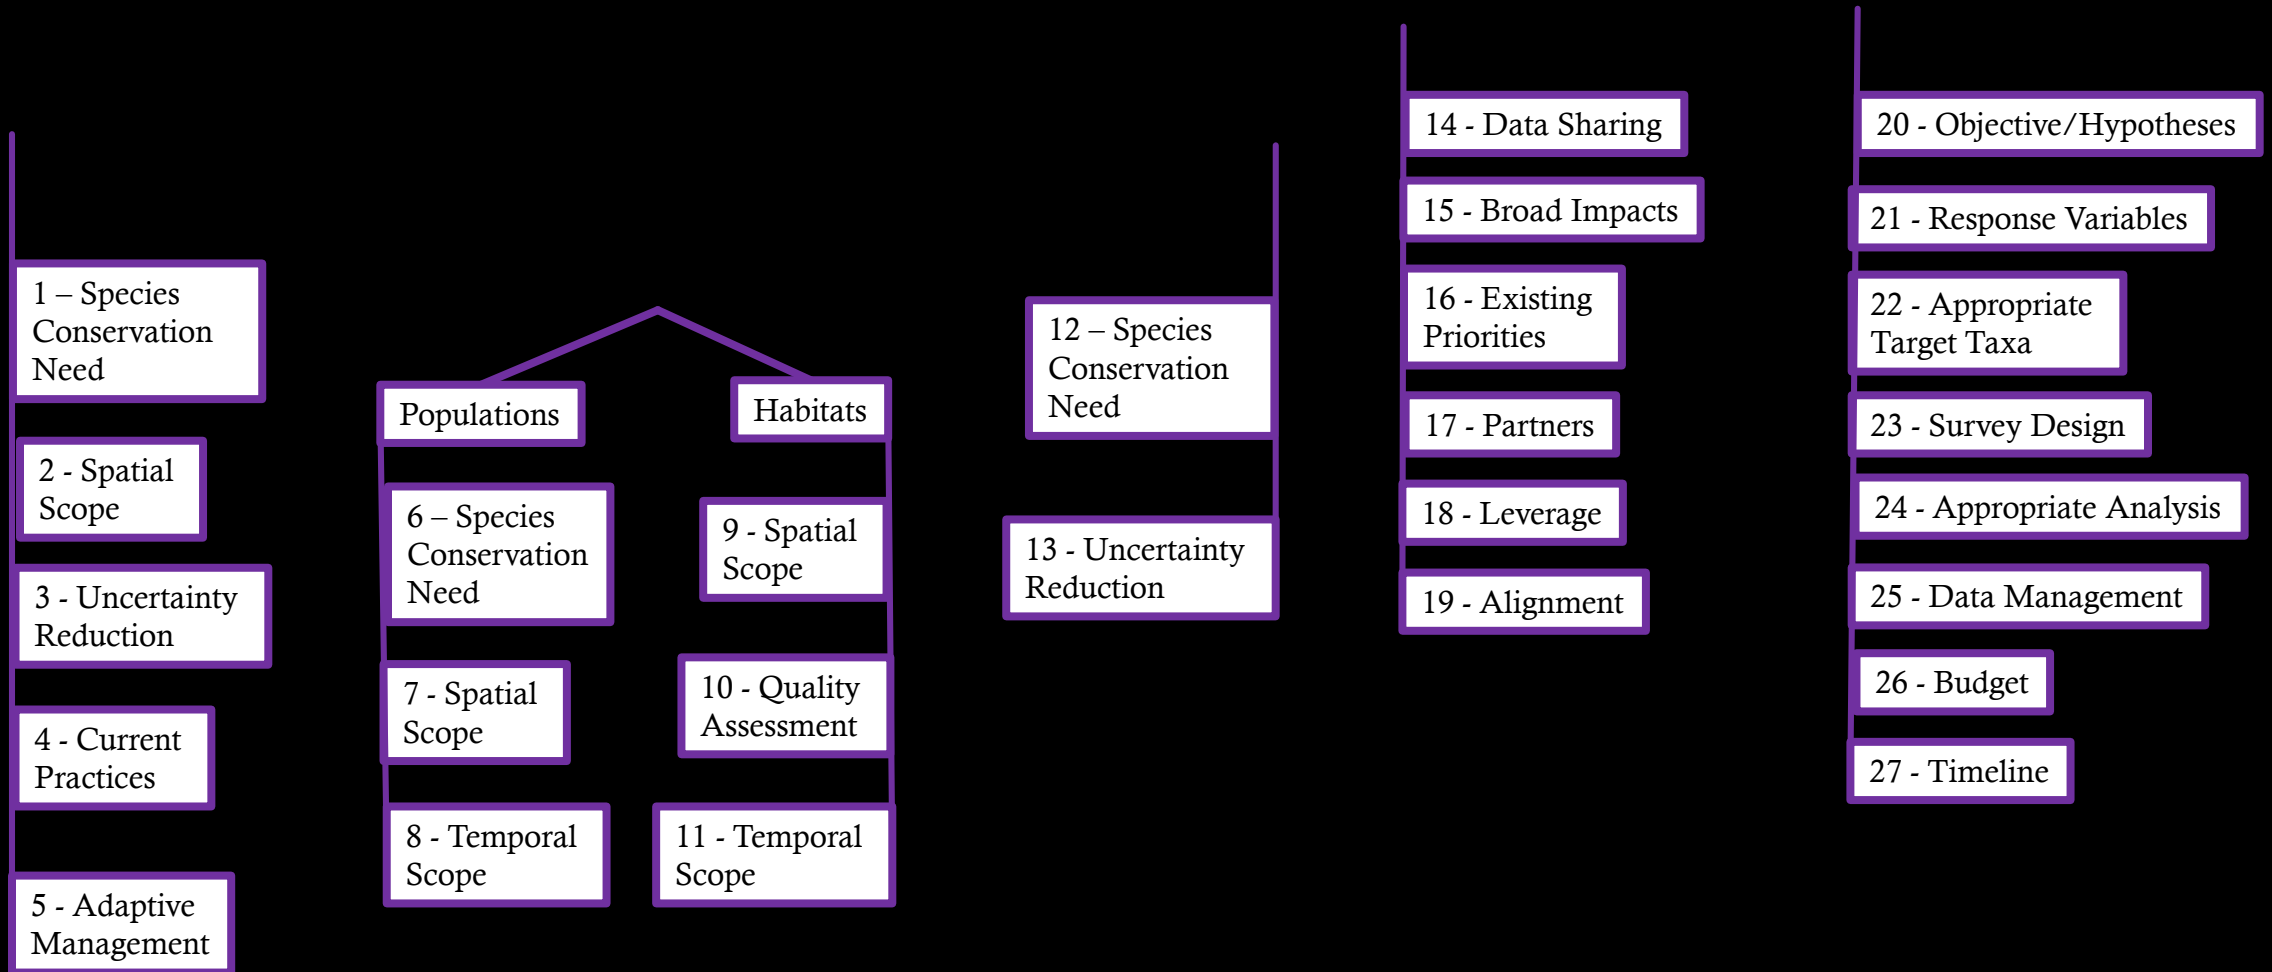 1 – Species
Conservation
Need
2 - Spatial
Scope
3 - Uncertainty
Reduction
4 - Current
Practices
5 - Adaptive
Management
Populations
6 – Species
Conservation
Need
7 - Spatial
Scope
8 - Temporal
Scope
Habitats
9 - Spatial
Scope
10 - Quality
Assessment
11 - Temporal
Scope
12 – Species
Conservation
Need
13 - Uncertainty
Reduction
14 - Data Sharing
15 - Broad Impacts
16 - Existing
Priorities
17 - Partners
18 - Leverage
19 - Alignment
20 - Objective/Hypotheses
21 - Response Variables
22 - Appropriate
Target Taxa
23 - Survey Design
24 - Appropriate Analysis
25 - Data Management
26 - Budget
27 - Timeline